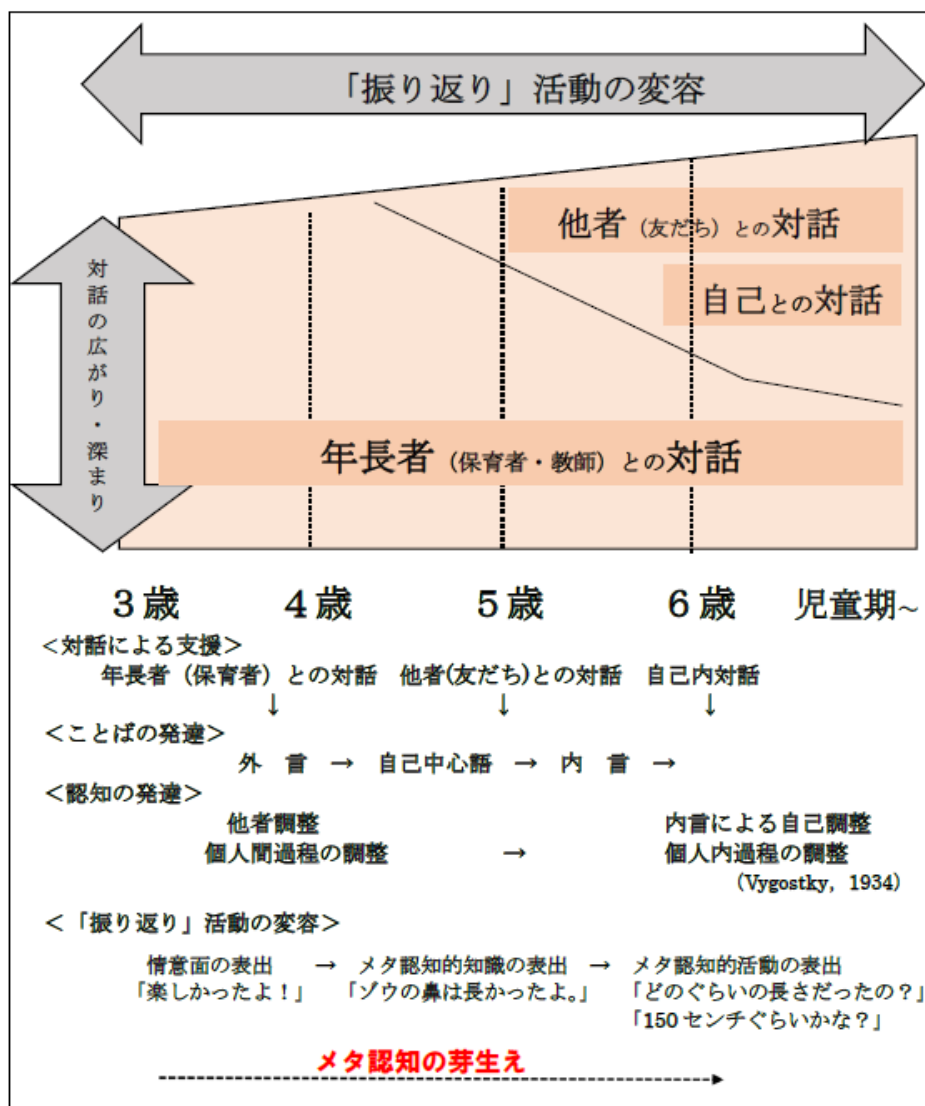 「振り返り」活動の変容
対話の広がり・深まり
他者（友だち）との対話
自己との対話
年長者（保育者・教師）との対話
３歳 ４歳 ５歳 ６歳 児童期~
＜対話による支援＞
年長者（保育者）との対話 他者(友だち)との対話 自己内対話
↓ ↓ ↓
＜ことばの発達＞
外 言 → 自己中心語 → 内 言 →
＜認知の発達＞
他者調整 内言による自己調整
個人間過程の調整 → 個人内過程の調整
(Vygostky, 1934)
＜「振り返り」活動の変容＞
情意面の表出 → メタ認知的知識の表出 → メタ認知的活動の表出
「楽しかったよ！」 「ゾウの鼻は長かったよ。」 「どのぐらいの長さだったの？」
「150センチぐらいかな？」
メタ認知の芽生え